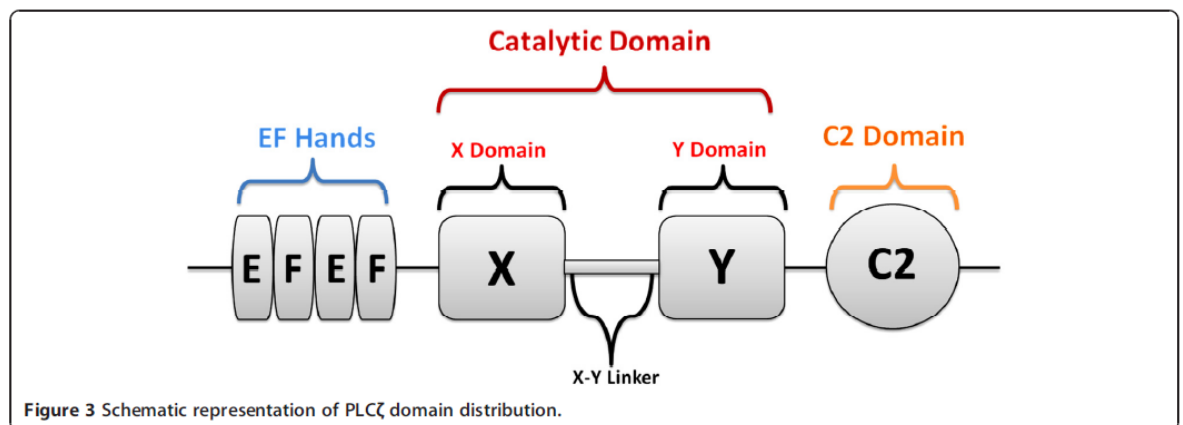 Catalytic Domain
EF Hands
X Domain
Y Domain
C2 Domain
E F E F
X
Y
C2
X-Y Linker
Figure 3 Schematic representation of PLCζ domain distribution.